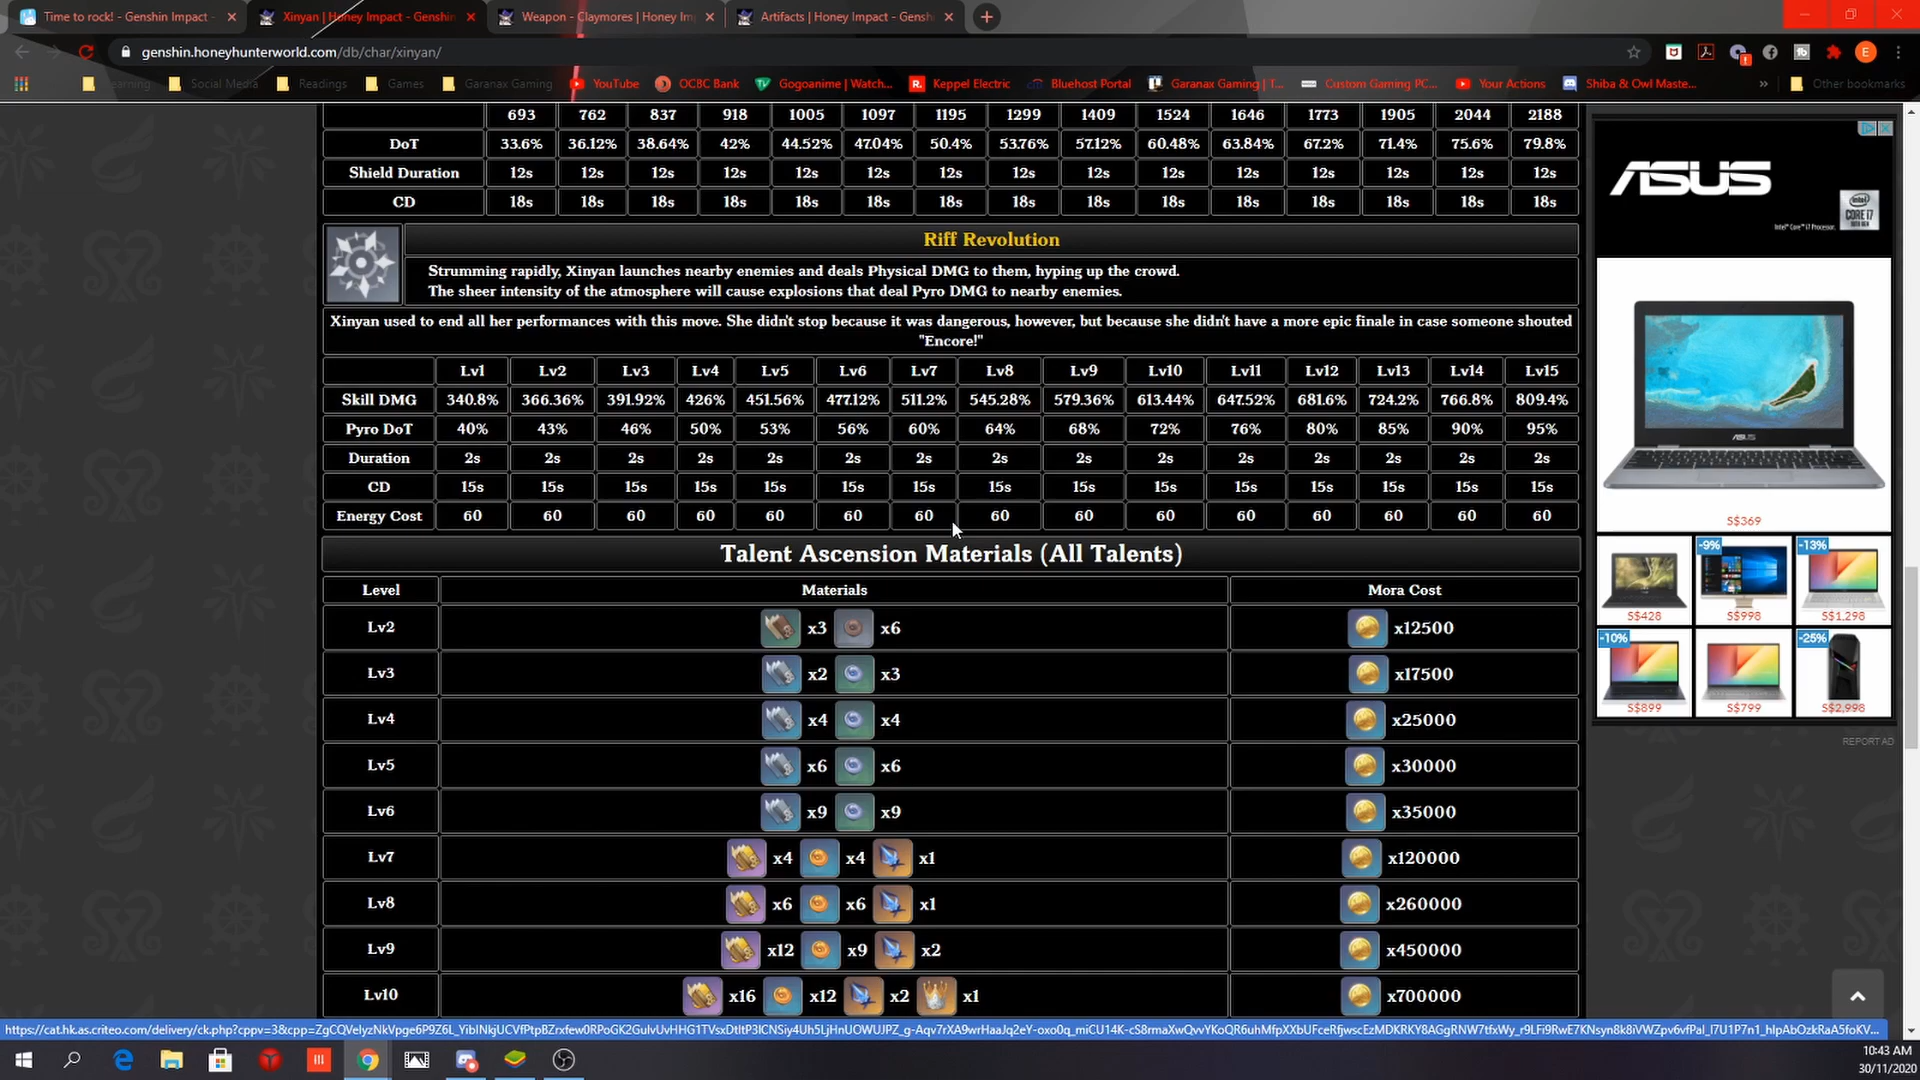 Time to rock! - Genshin Impact -
Xinyan | Honey Impact - Genshin
Weapon - Claymores | Honey Im
Artifacts | Honey Impact - Gensh
genshin.honeyhunterworld.com/db/char/xinyan/
Social Media
Readings
Games
Garanax Gaming
YouTube
OCBC Bank
Gogoanime | Watch...
Keppel Electric
Bluehost Portal
Garanax Gaming | T...
Custom Gaming PC...
Your Actions
Shiba & Owl Maste...
»
Other bookmarks
693 762 837 918 1005 1097 1195 1299 1409 1524 1646 1773 1905 2044 2188
DoT 33.6% 36.12% 38.64% 42% 44.52% 47.04% 50.4% 53.76% 57.12% 60.48% 63.84% 67.2% 71.4% 75.6% 79.8%
Shield Duration 12s 12s 12s 12s 12s 12s 12s 12s 12s 12s 12s 12s 12s 12s 12s
CD 18s 18s 18s 18s 18s 18s 18s 18s 18s 18s 18s 18s 18s 18s 18s
Riff Revolution
Strumming rapidly, Xinyan launches nearby enemies and deals Physical DMG to them, hyping up the crowd.
The sheer intensity of the atmosphere will cause explosions that deal Pyro DMG to nearby enemies.
Xinyan used to end all her performances with this move. She didn't stop because it was dangerous, however, but because she didn't have a more epic finale in case someone shouted
"Encore!"
Lv1 Lv2 Lv3 Lv4 Lv5 Lv6 Lv7 Lv8 Lv9 Lv10 Lv11 Lv12 Lv13 Lv14 Lv15
Skill DMG 340.8% 366.36% 391.92% 426% 451.56% 477.12% 511.2% 545.28% 579.36% 613.44% 647.52% 681.6% 724.2% 766.8% 809.4%
Pyro DoT 40% 43% 46% 50% 53% 56% 60% 64% 68% 72% 76% 80% 85% 90% 95%
Duration 2s 2s 2s 2s 2s 2s 2s 2s 2s 2s 2s 2s 2s 2s 2s
CD 15s 15s 15s 15s 15s 15s 15s 15s 15s 15s 15s 15s 15s 15s 15s
Energy Cost 60 60 60 60 60 60 60 60 60 60 60 60 60 60 60
Talent Ascension Materials (All Talents)
Level Materials Mora Cost
Lv2 x3 x6 x12500
Lv3 x2 x3 x17500
Lv4 x4 x4 x25000
Lv5 x6 x6 x30000
Lv6 x9 x9 x35000
Lv7 x4 x4 x1 x120000
Lv8 x6 x6 x1 x260000
Lv9 x12 x9 x2 x450000
Lv10 x16 x12 x2 x1 x700000
ASUS
intel CORE i7
Intel® Core™ i7 Processor.
S$369
-9% -13%
S$428 S$998 S$1,298
-10% -25%
S$899 S$799 S$2,998
REPORT AD
10:43 AM
30/11/2020